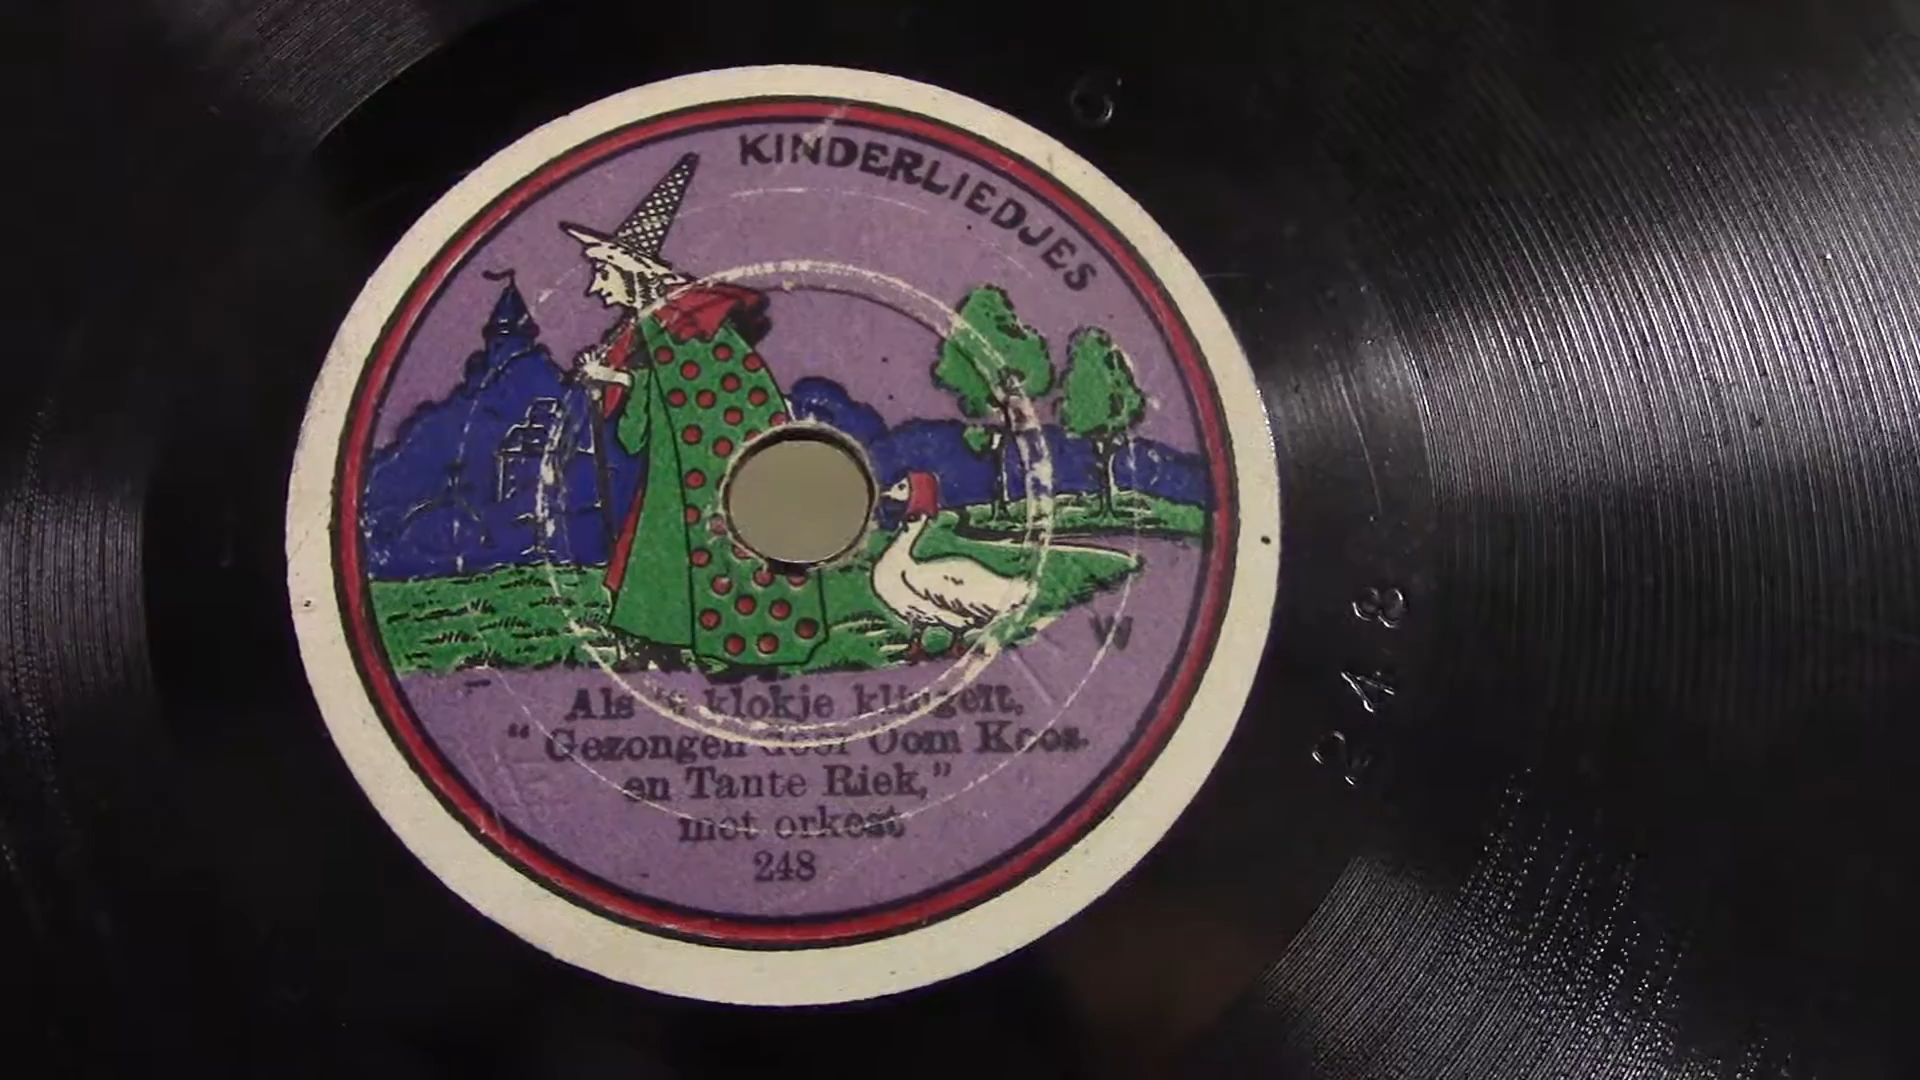 KINDERLIEDJES
W
Als 't klokje klingelt,
“ Gezongen door Oom Koos.
en Tante Riek,”
met orkest
248
248